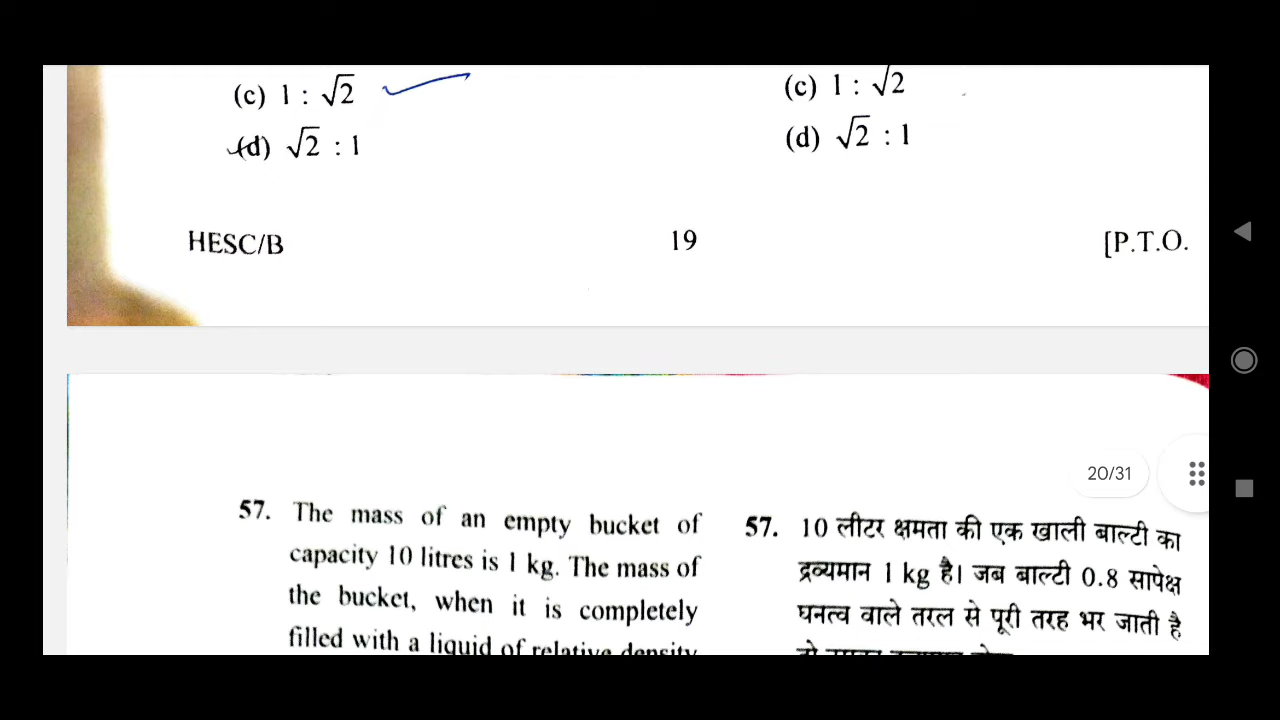 (c) 1 : √2
(d) √2 : 1
(c) 1 : √2
(d) √2 : 1
HESC/B
19
[P.T.O.
20/31
57. The mass of an empty bucket of
capacity 10 litres is 1 kg. The mass of
the bucket, when it is completely
filled with a liquid of relative density
57. 10 लीटर क्षमता की एक खाली बाल्टी का
द्रव्यमान 1 kg है। जब बाल्टी 0.8 सापेक्ष
घनत्व वाले तरल से पूरी तरह भर जाती है